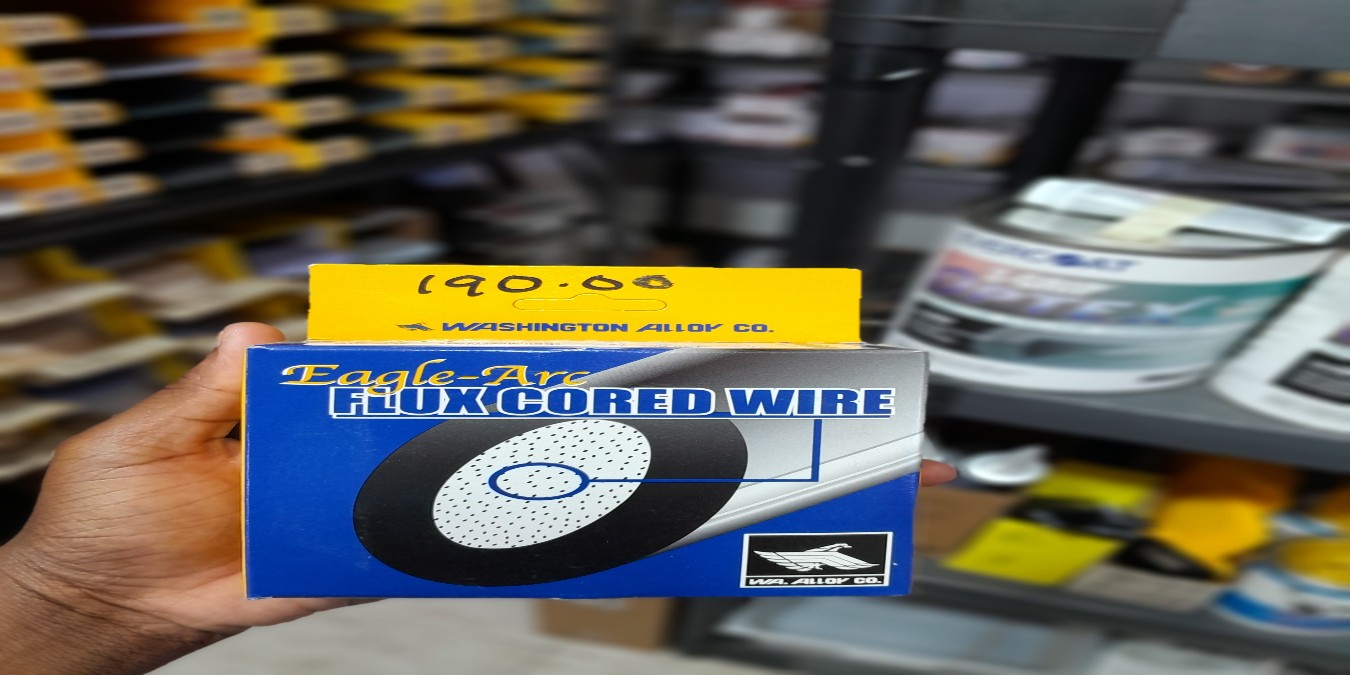 190.00
WASHINGTON ALLOY CO.
Eagle-Arc
FLUX CORED WIRE
WA. ALLOY CO.